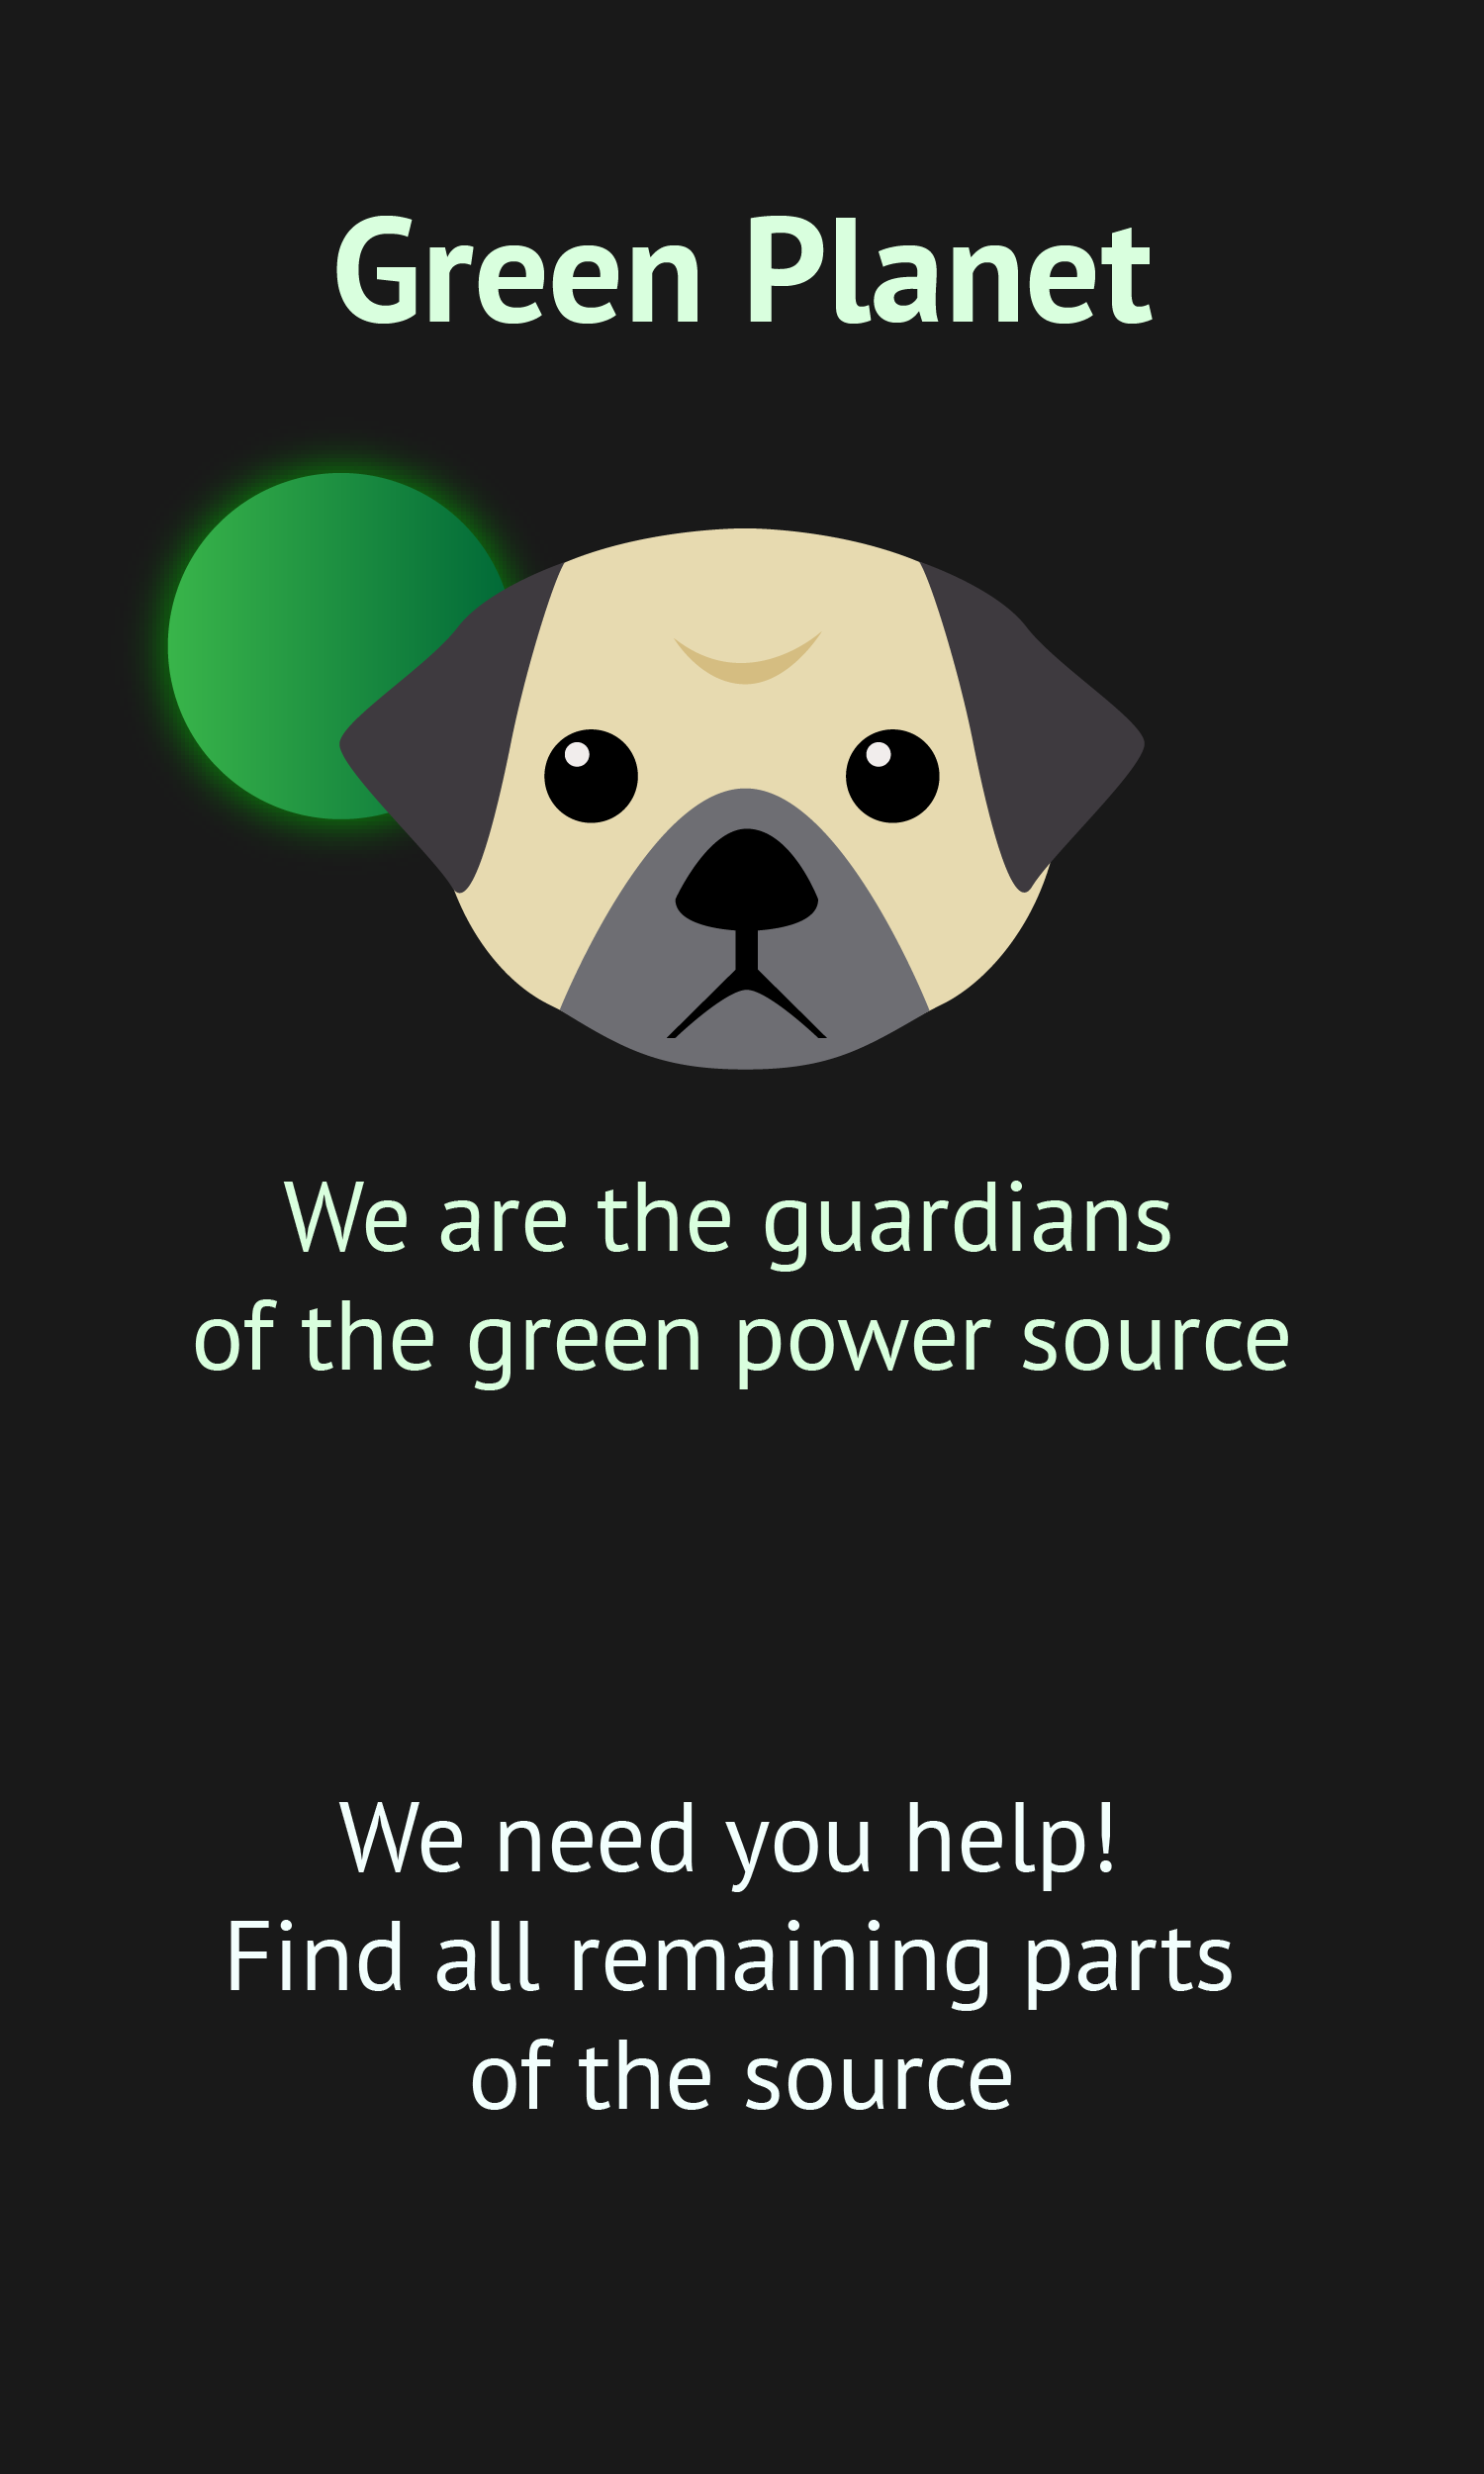 Green Planet
We are the guardians
of the green power source
We need you help!
Find all remaining parts
of the source